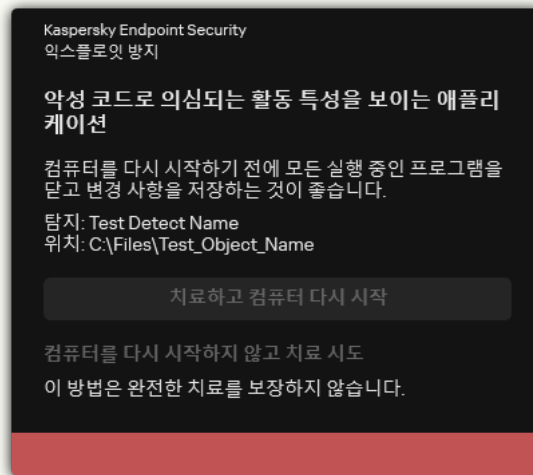 Kaspersky Endpoint Security
익스플로잇 방지
악성 코드로 의심되는 활동 특성을 보이는 애플리
케이션
컴퓨터를 다시 시작하기 전에 모든 실행 중인 프로그램을
닫고 변경 사항을 저장하는 것이 좋습니다.
탐지: Test Detect Name
위치: C:\Files\Test_Object_Name
치료하고 컴퓨터 다시 시작
컴퓨터를 다시 시작하지 않고 치료 시도
이 방법은 완전한 치료를 보장하지 않습니다.